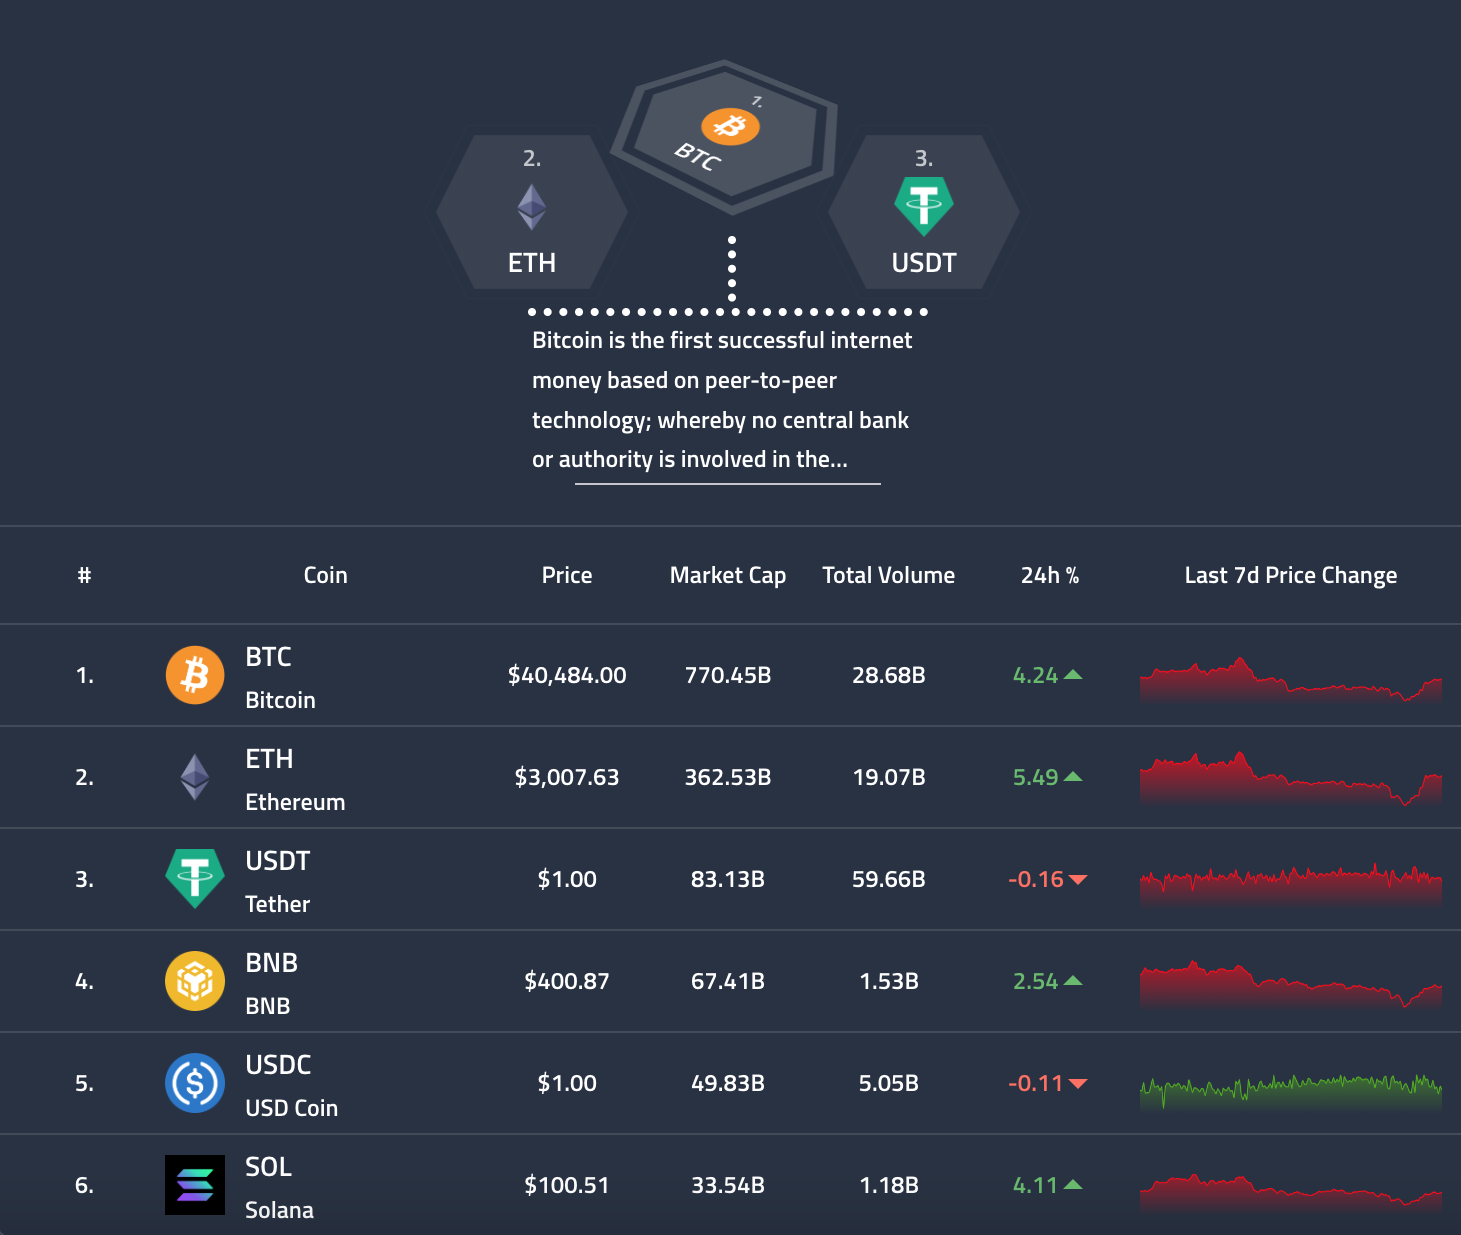 1.
BTC
2.
ETH
3.
USDT
Bitcoin is the first successful internet
money based on peer-to-peer
technology; whereby no central bank
or authority is involved in the...
# Coin Price Market Cap Total Volume 24h % Last 7d Price Change
1. BTC Bitcoin $40,484.00 770.45B 28.68B 4.24
2. ETH Ethereum $3,007.63 362.53B 19.07B 5.49
3. USDT Tether $1.00 83.13B 59.66B -0.16
4. BNB BNB $400.87 67.41B 1.53B 2.54
5. USDC USD Coin $1.00 49.83B 5.05B -0.11
6. SOL Solana $100.51 33.54B 1.18B 4.11